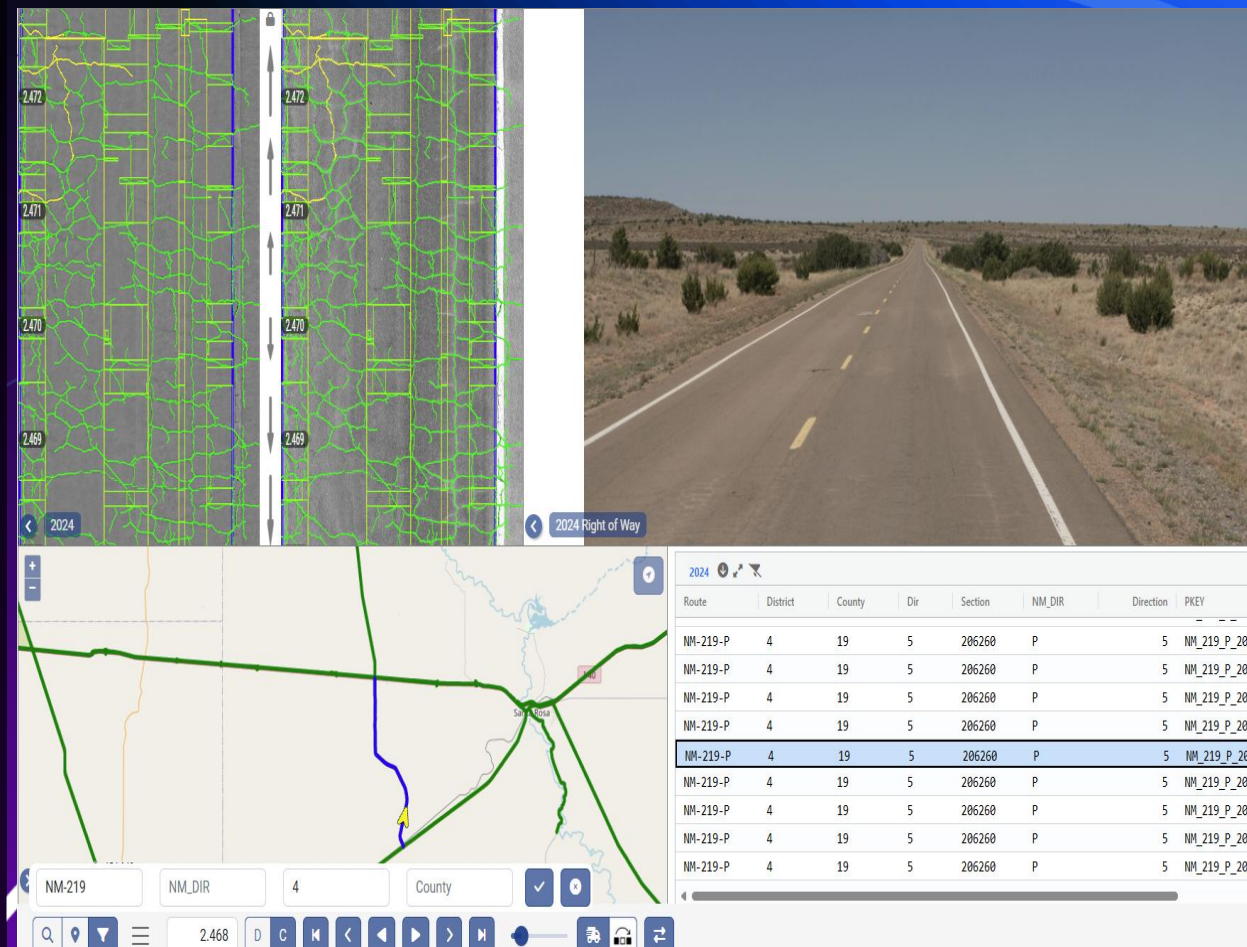 2.472
2.471
2.470
2.469
2024
2.472
2.471
2.470
2.469
2024 Right of Way
+
−
Santa Rosa
2024
Route District County Dir Section NM_DIR Direction PKEY
NM-219-P 4 19 5 206260 P 5 NM_219_P_20
NM-219-P 4 19 5 206260 P 5 NM_219_P_20
NM-219-P 4 19 5 206260 P 5 NM_219_P_20
NM-219-P 4 19 5 206260 P 5 NM_219_P_20
NM-219-P 4 19 5 206260 P 5 NM_219_P_20
NM-219-P 4 19 5 206260 P 5 NM_219_P_20
NM-219-P 4 19 5 206260 P 5 NM_219_P_20
NM-219-P 4 19 5 206260 P 5 NM_219_P_20
NM-219-P 4 19 5 206260 P 5 NM_219_P_20
NM-219 NM_DIR 4 County
2.468 D C